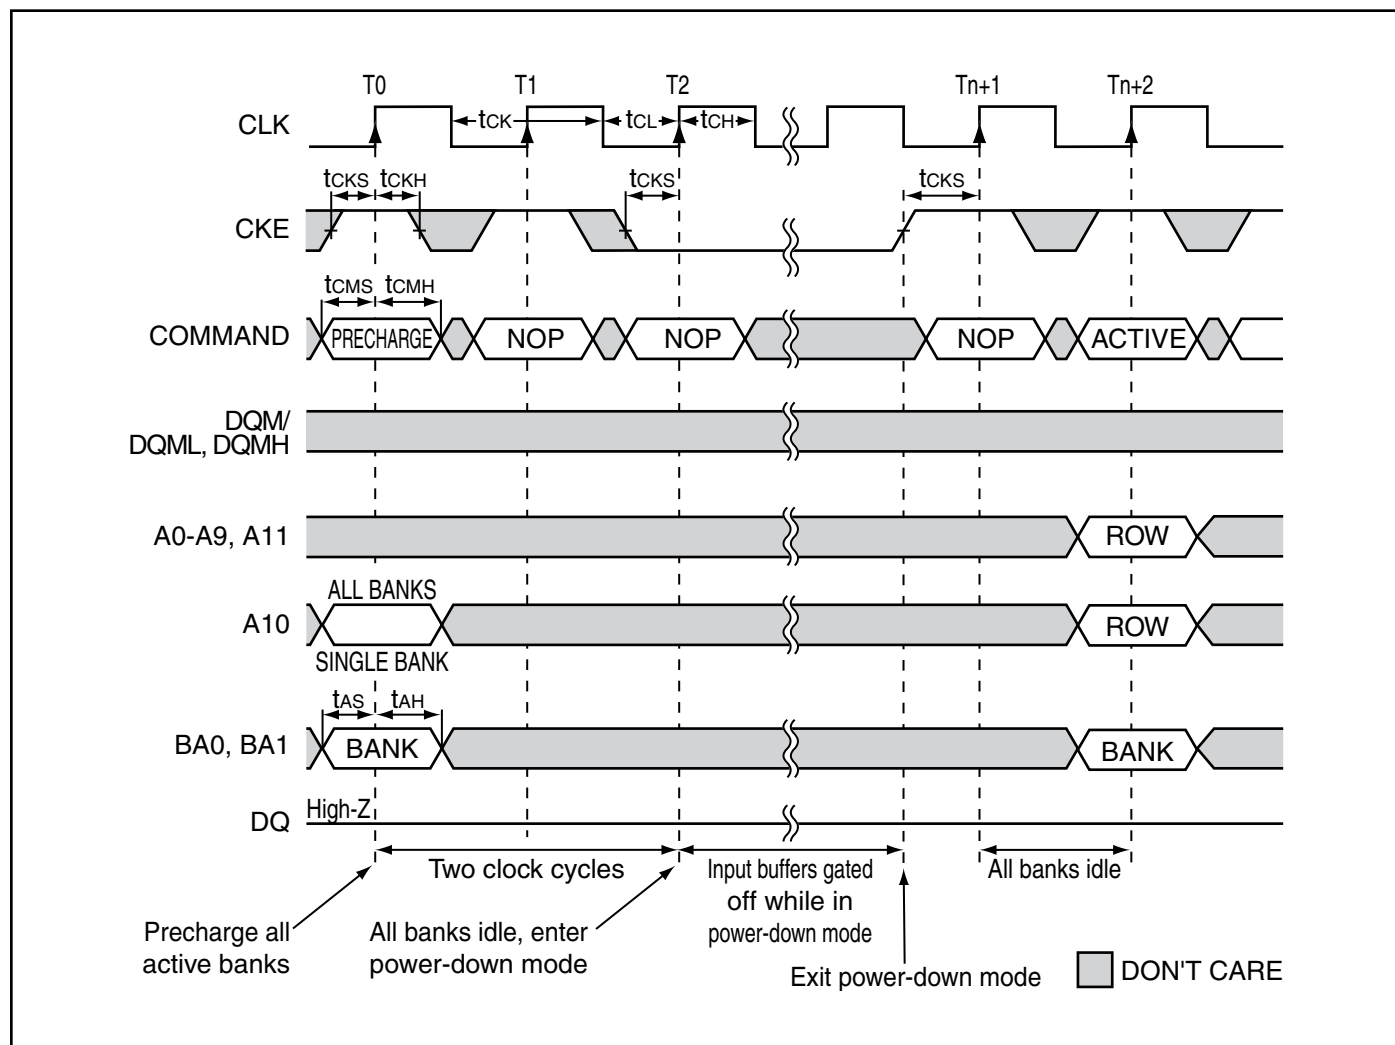 T0 T1 T2 Tn+1 Tn+2
CLK tCK tCL tCH
tCKS tCKH tCKS tCKS
CKE
tCMS tCMH
COMMAND PRECHARGE NOP NOP NOP ACTIVE
DQM/
DQML, DQMH
A0-A9, A11 ROW
ALL BANKS
A10 ROW
SINGLE BANK
tAS tAH
BA0, BA1 BANK BANK
High-Z
DQ
Two clock cycles
Input buffers gated
off while in
power-down mode
All banks idle
Precharge all
active banks
All banks idle, enter
power-down mode
Exit power-down mode
DON'T CARE